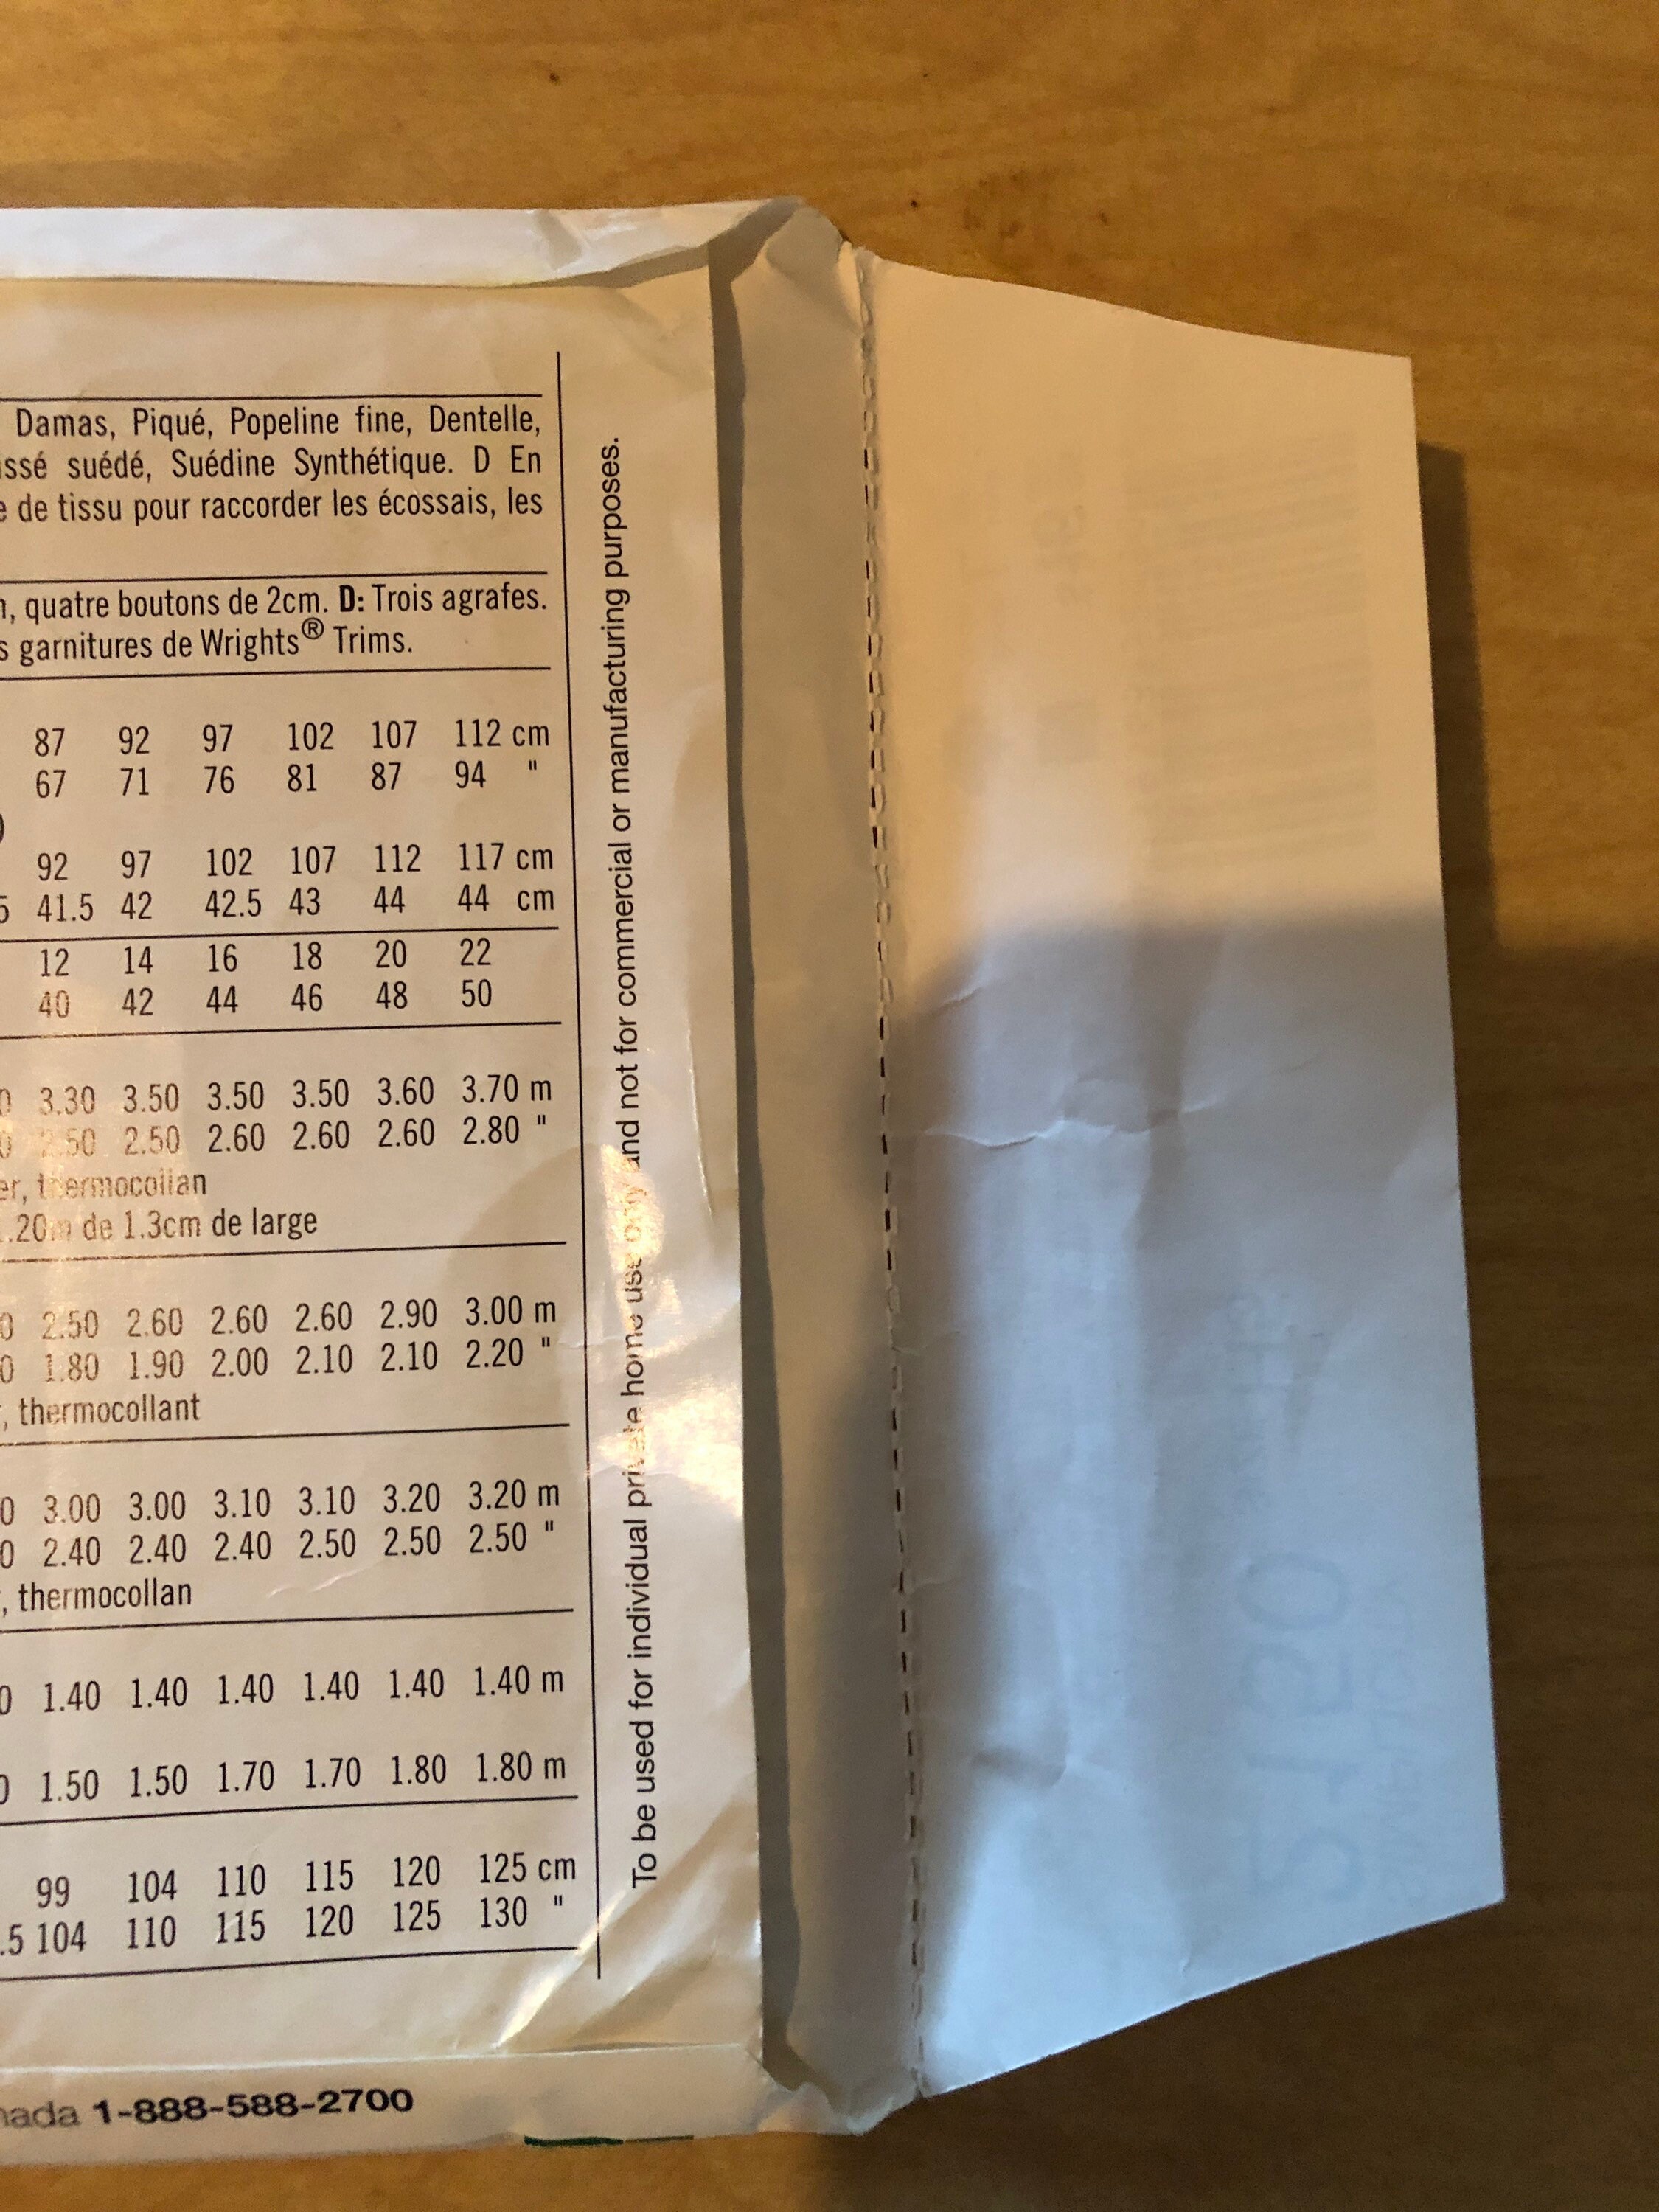 Damas, Piqué, Popeline fine, Dentelle,
suédé, Suédine Synthétique. D En
de tissu pour raccorder les écossais, les
quatre boutons de 2cm. D: Trois agrafes.
garnitures de Wrights® Trims.
87 92 97 102 107 112 cm
67 71 76 81 87 94 "
)
92 97 102 107 112 117 cm
41.5 42 42.5 43 44 44 cm
12 14 16 18 20 22
40 42 44 46 48 50
3.30 3.50 3.50 3.50 3.60 3.70 m
2.50 2.50 2.60 2.60 2.60 2.80 "
thermocollan
.20m de 1.3cm de large
2.50 2.60 2.60 2.60 2.90 3.00 m
1.80 1.90 2.00 2.10 2.10 2.20 "
, thermocollant
3.00 3.00 3.10 3.10 3.20 3.20 m
2.40 2.40 2.40 2.50 2.50 2.50 "
, thermocollan
1.40 1.40 1.40 1.40 1.40 1.40 m
1.50 1.50 1.70 1.70 1.80 1.80 m
99 104 110 115 120 125 cm
.5 104 110 115 120 125 130 "
nada 1-888-588-2700
To be used for individual private home use only and not for commercial or manufacturing purposes.